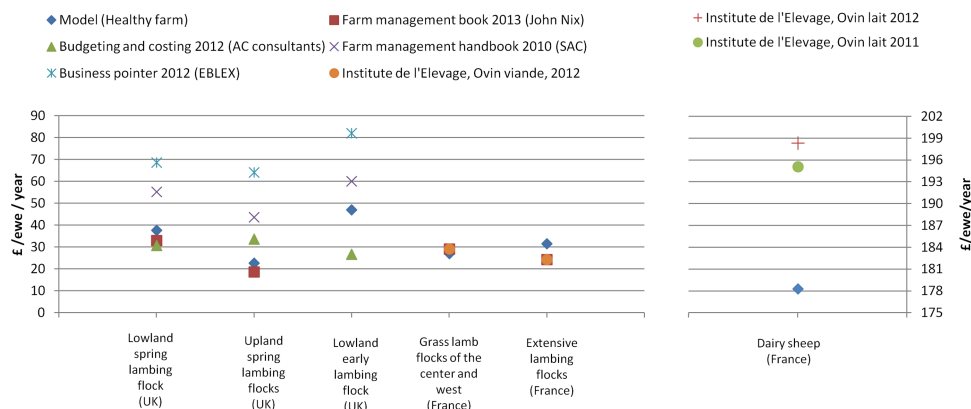 Model (Healthy farm)
Farm management book 2013 (John Nix)
Budgeting and costing 2012 (AC consultants)
Farm management handbook 2010 (SAC)
Business pointer 2012 (EBLEX)
Institute de l'Elevage, Ovin viande, 2012
Institute de l'Elevage, Ovin lait 2012
Institute de l'Elevage, Ovin lait 2011
£ /ewe / year
90
80
70
60
50
40
30
20
10
0
Lowland
spring
lambing
flock
(UK)
Upland
spring
lambing
flocks
(UK)
Lowland
early
lambing
flock
(UK)
Grass lamb
flocks of the
center and
west
(France)
Extensive
lambing
flocks
(France)
202
199
196
193
190
187
184
181
178
175
£/ewe/year
Dairy sheep
(France)